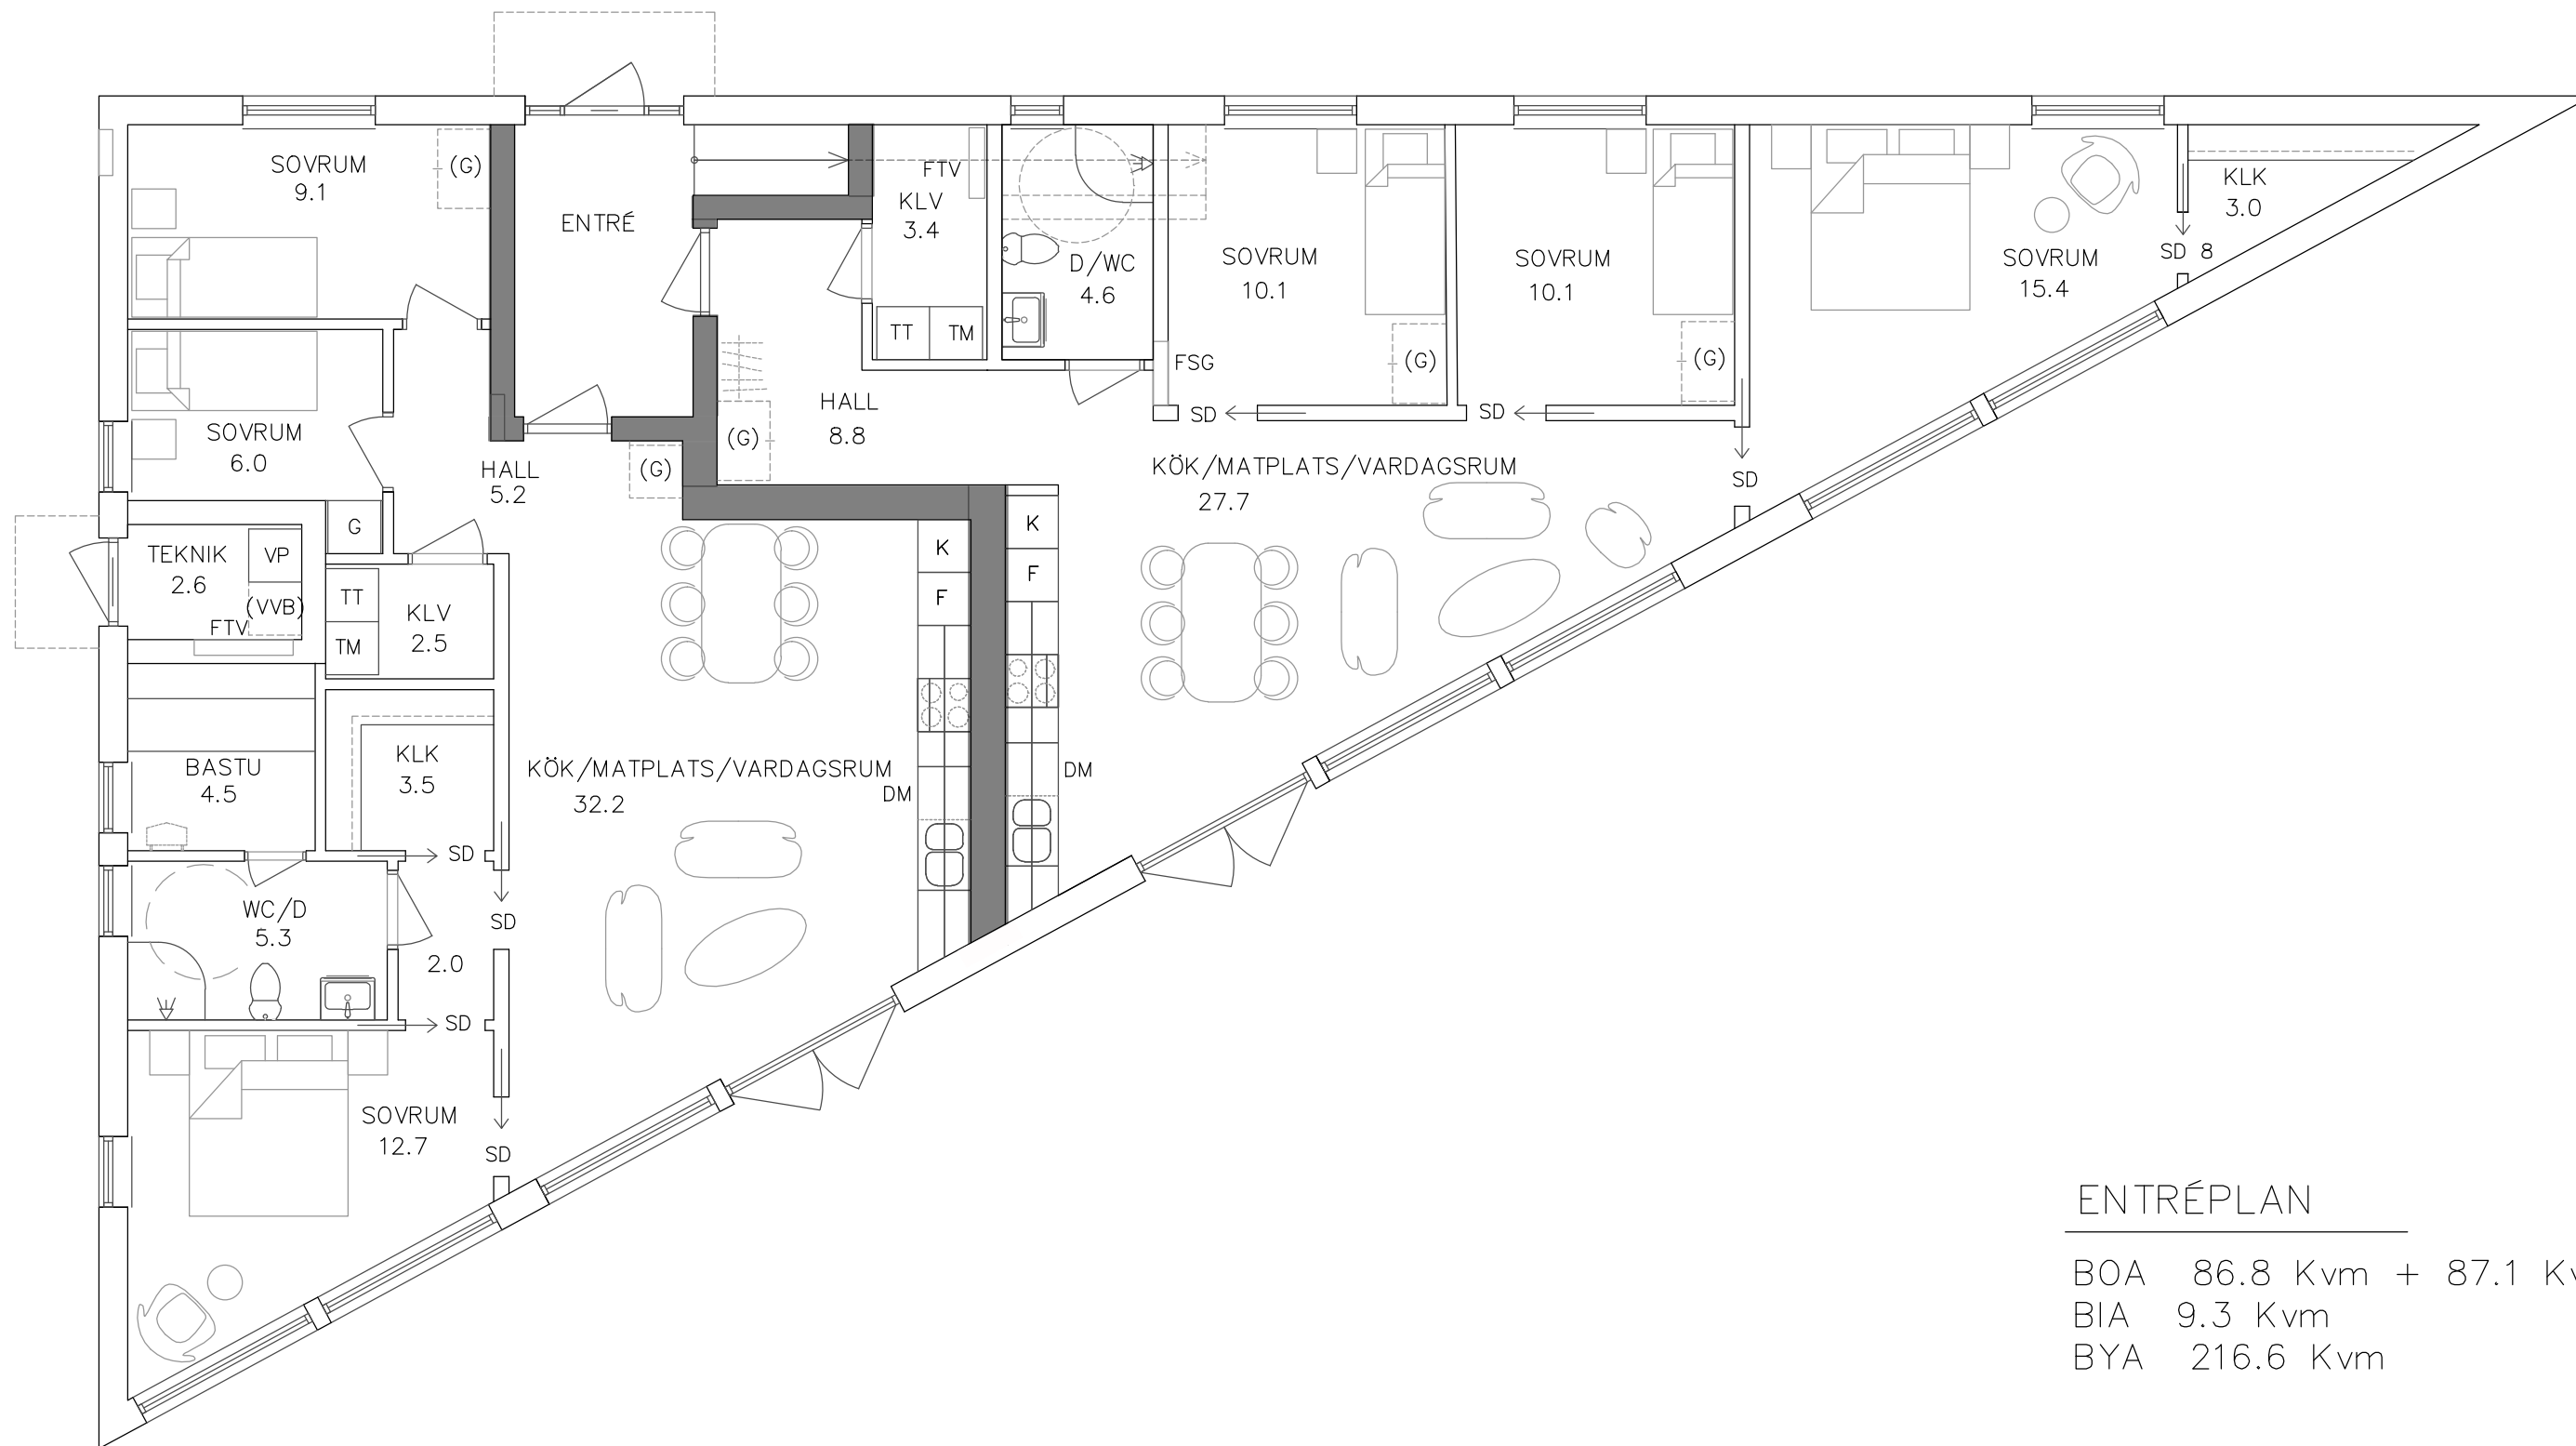 SOVRUM
9.1
(G)
ENTRÉ
FTV
KLV
3.4
TT
TM
D/WC
4.6
FSG
SOVRUM
10.1
(G)
SD
SOVRUM
10.1
(G)
SD
SOVRUM
15.4
KLK
3.0
SD 8
SD
SOVRUM
6.0
HALL
5.2
(G)
(G)
HALL
8.8
KÖK/MATPLATS/VARDAGSRUM
27.7
K
F
DM
G
TEKNIK
2.6
VP
(VVB)
FTV
TT
TM
KLV
2.5
K
F
BASTU
4.5
KLK
3.5
KÖK/MATPLATS/VARDAGSRUM
32.2
DM
SD
SD
WC/D
5.3
2.0
SD
SOVRUM
12.7
SD
ENTRÉPLAN
BOA 86.8 Kvm + 87.1 Kv
BIA 9.3 Kvm
BYA 216.6 Kvm